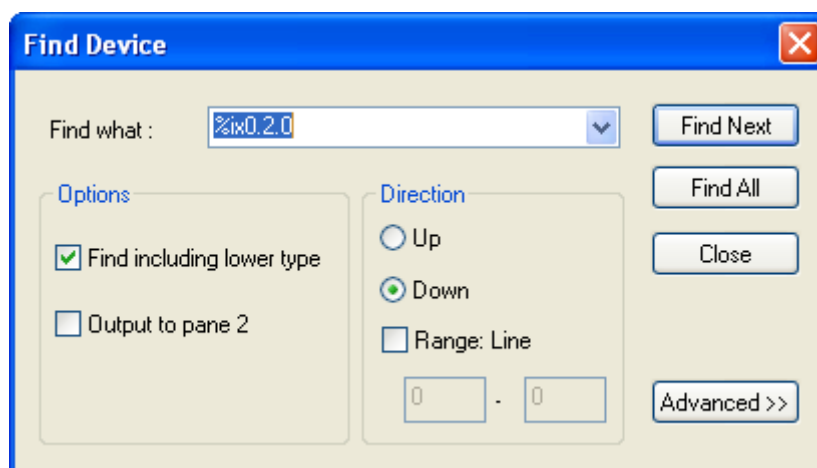 Find Device
Find what :
%ix0.2.0
Find Next
Find All
Close
Advanced >>
Options
Find including lower type
Output to pane 2
Direction
Up
Down
Range: Line
0 - 0